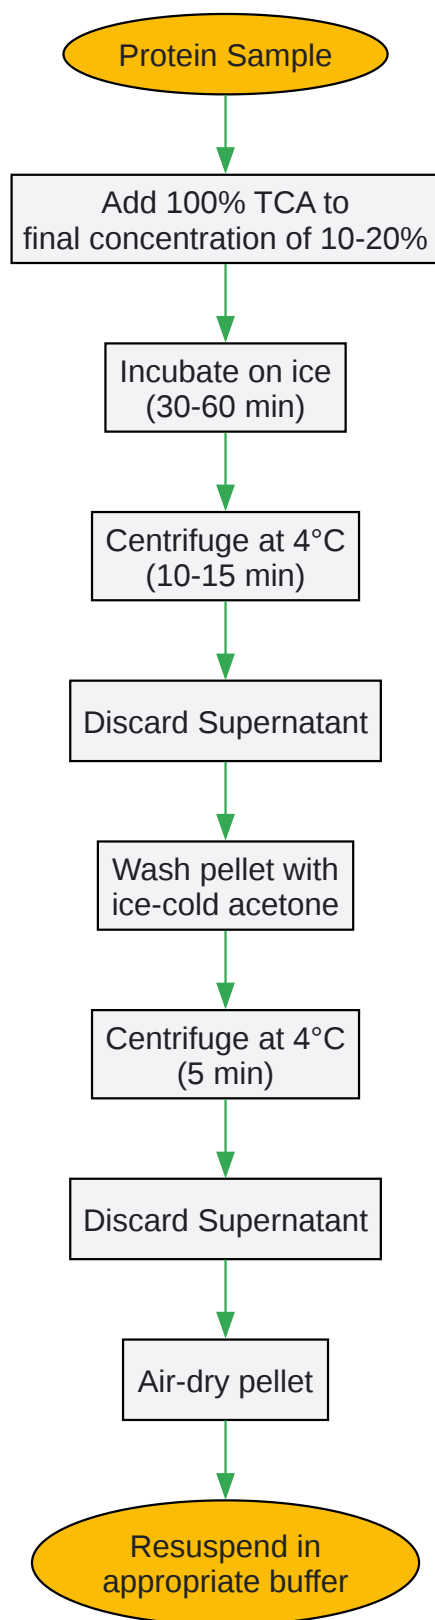 Protein Sample
Add 100% TCA to
final concentration of 10-20%
Incubate on ice
(30-60 min)
Centrifuge at 4°C
(10-15 min)
Discard Supernatant
Wash pellet with
ice-cold acetone
Centrifuge at 4°C
(5 min)
Discard Supernatant
Air-dry pellet
Resuspend in
appropriate buffer